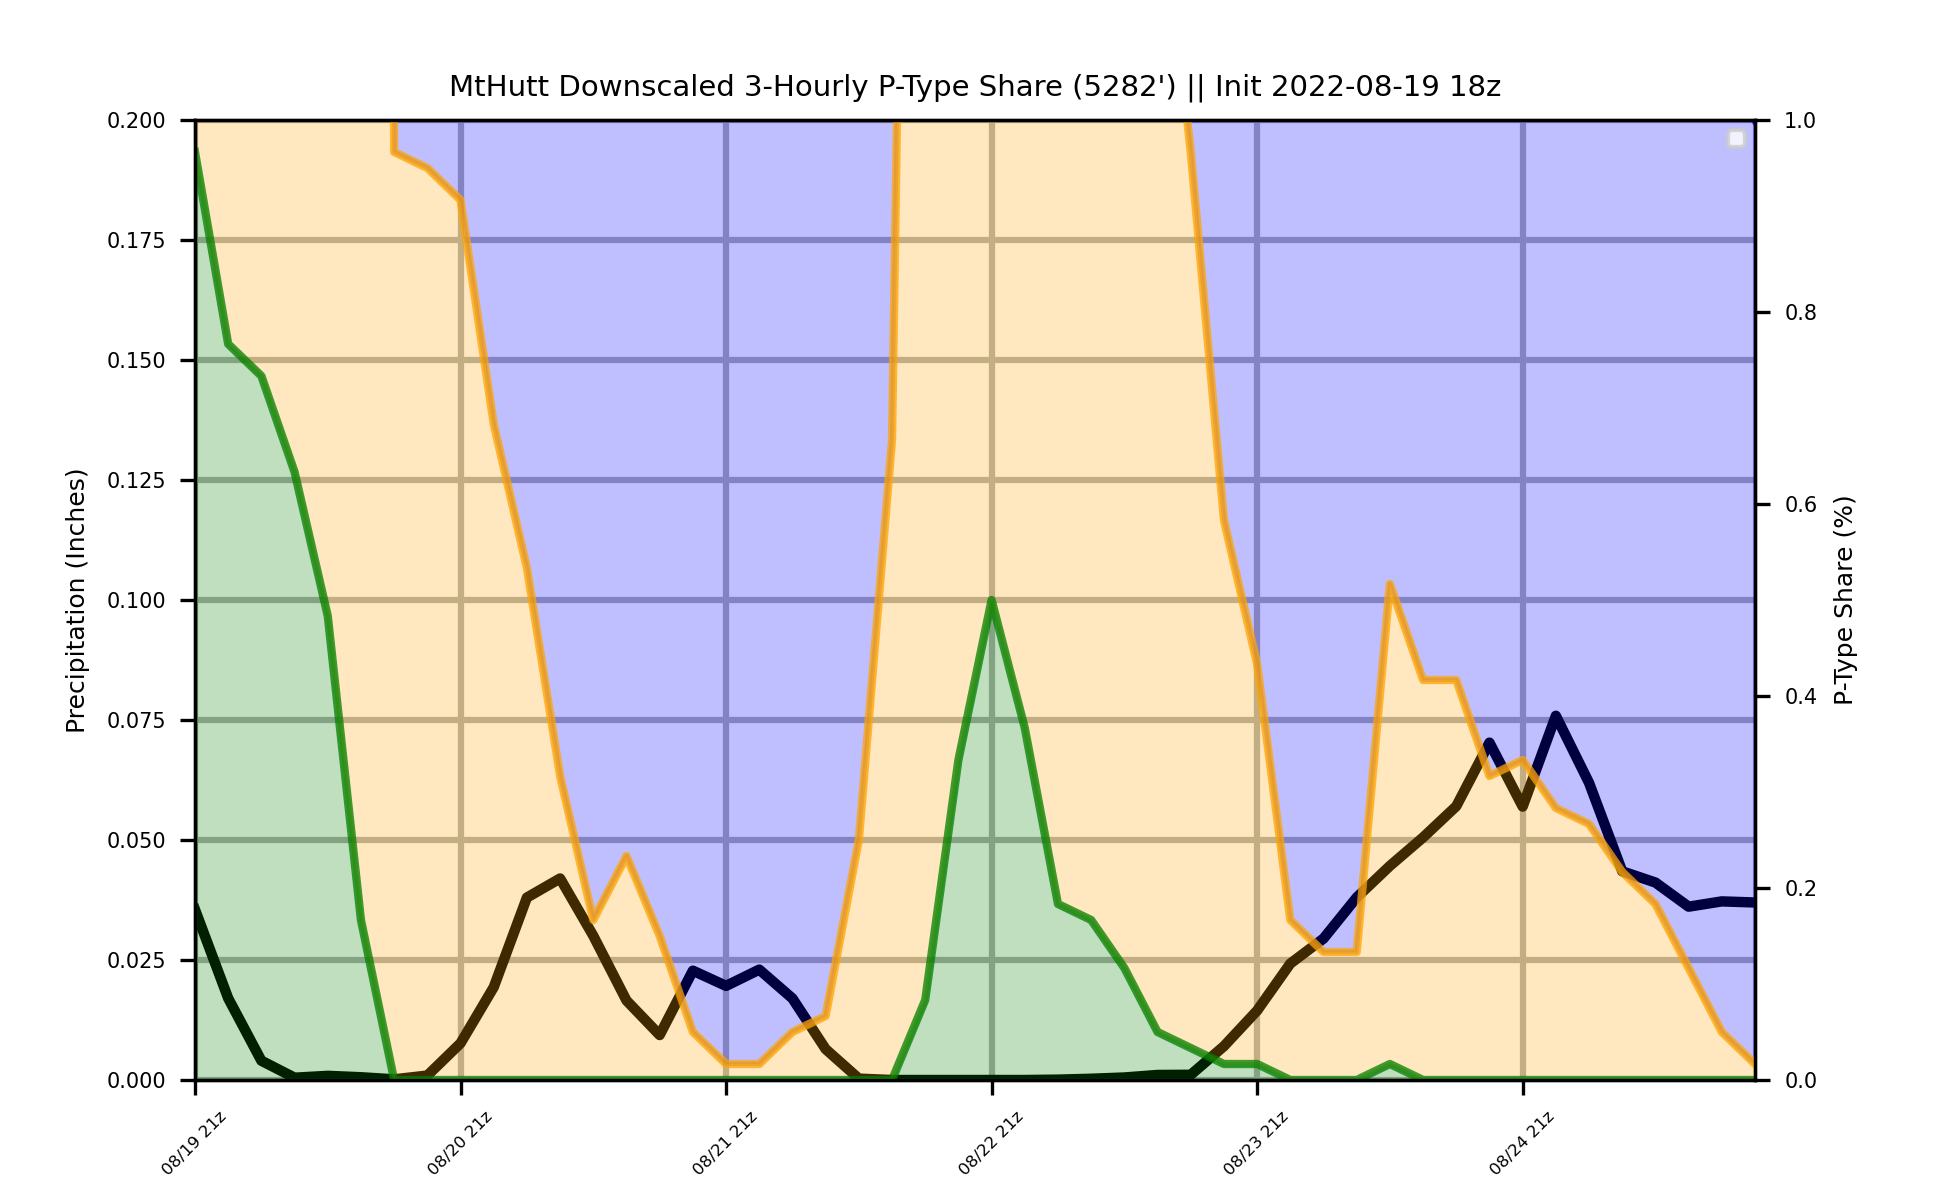 MtHutt Downscaled 3-Hourly P-Type Share (5282') || Init 2022-08-19 18z
0.200
0.175
0.150
0.125
0.100
0.075
0.050
0.025
0.000
Precipitation (Inches)
1.0
0.8
0.6
0.4
0.2
0.0
P-Type Share (%)
08/19 21z
08/20 21z
08/21 21z
08/22 21z
08/23 21z
08/24 21z